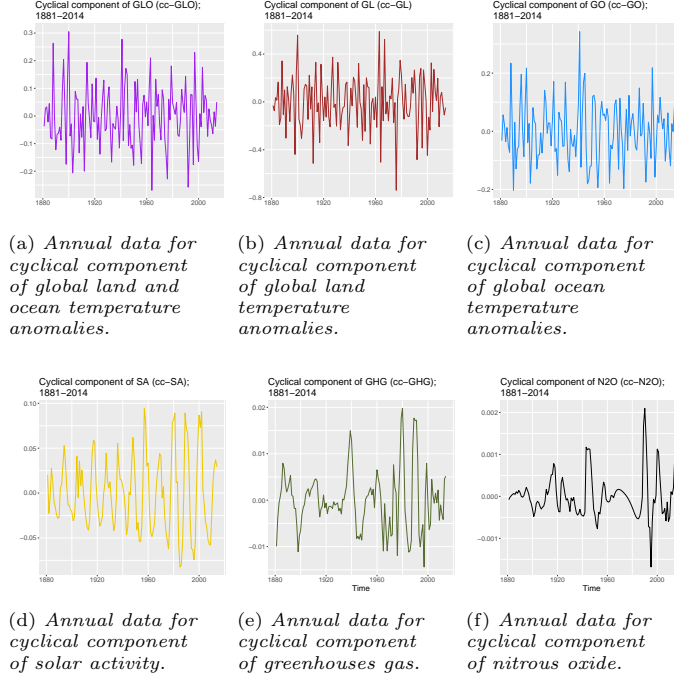 Cyclical component of GLO (cc−GLO);
1881−2014
0.3
0.2
0.1
0.0
−0.1
−0.2
1880
1920
1960
2000
(a) Annual data for
cyclical component
of global land and
ocean temperature
anomalies.
Cyclical component of GL (cc−GL)
1881−2014
0.4
0.0
−0.4
−0.8
1880
1920
1960
2000
(b) Annual data for
cyclical component
of global land
temperature
anomalies.
Cyclical component of GO (cc−GO);
1881−2014
0.2
0.0
−0.2
1880
1920
1960
2000
(c) Annual data for
cyclical component
of global ocean
temperature
anomalies.
Cyclical component of SA (cc−SA);
1881−2014
0.10
0.05
0.00
−0.05
1880
1920
1960
2000
(d) Annual data for
cyclical component
of solar activity.
Cyclical component of GHG (cc−GHG);
1881−2014
0.02
0.01
0.00
−0.01
1880
1920
1960
2000
Time
(e) Annual data for
cyclical component
of greenhouses gas.
Cyclical component of N2O (cc−N2O);
1881−2014
0.002
0.001
0.000
−0.001
1880
1920
1960
2000
Time
(f) Annual data for
cyclical component
of nitrous oxide.